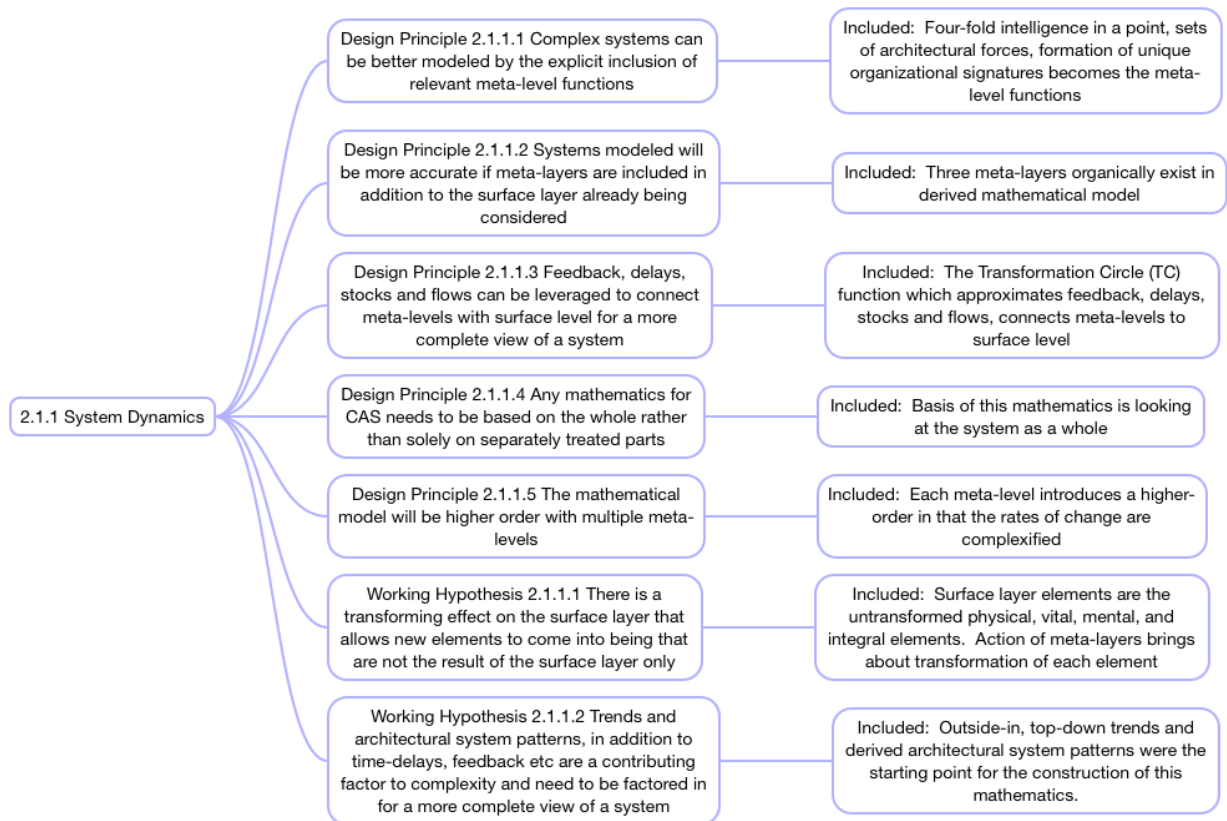 Design Principle 2.1.1.1 Complex systems can
be better modeled by the explicit inclusion of
relevant meta-level functions
Included:  Four-fold intelligence in a point, sets
of architectural forces, formation of unique
organizational signatures becomes the meta-
level functions
Design Principle 2.1.1.2 Systems modeled will
be more accurate if meta-layers are included in
addition to the surface layer already being
considered
Included:  Three meta-layers organically exist in
derived mathematical model
Design Principle 2.1.1.3 Feedback, delays,
stocks and flows can be leveraged to connect
meta-levels with surface level for a more
complete view of a system
Included:  The Transformation Circle (TC)
function which approximates feedback, delays,
stocks and flows, connects meta-levels to
surface level
2.1.1 System Dynamics
Design Principle 2.1.1.4 Any mathematics for
CAS needs to be based on the whole rather
than solely on separately treated parts
Included:  Basis of this mathematics is looking
at the system as a whole
Design Principle 2.1.1.5 The mathematical
model will be higher order with multiple meta-
levels
Included:  Each meta-level introduces a higher-
order in that the rates of change are
complexified
Working Hypothesis 2.1.1.1 There is a
transforming effect on the surface layer that
allows new elements to come into being that
are not the result of the surface layer only
Included:  Surface layer elements are the
untransformed physical, vital, mental, and
integral elements.  Action of meta-layers brings
about transformation of each element
Working Hypothesis 2.1.1.2 Trends and
architectural system patterns, in addition to
time-delays, feedback etc are a contributing
factor to complexity and need to be factored in
for a more complete view of a system
Included:  Outside-in, top-down trends and
derived architectural system patterns were the
starting point for the construction of this
mathematics.